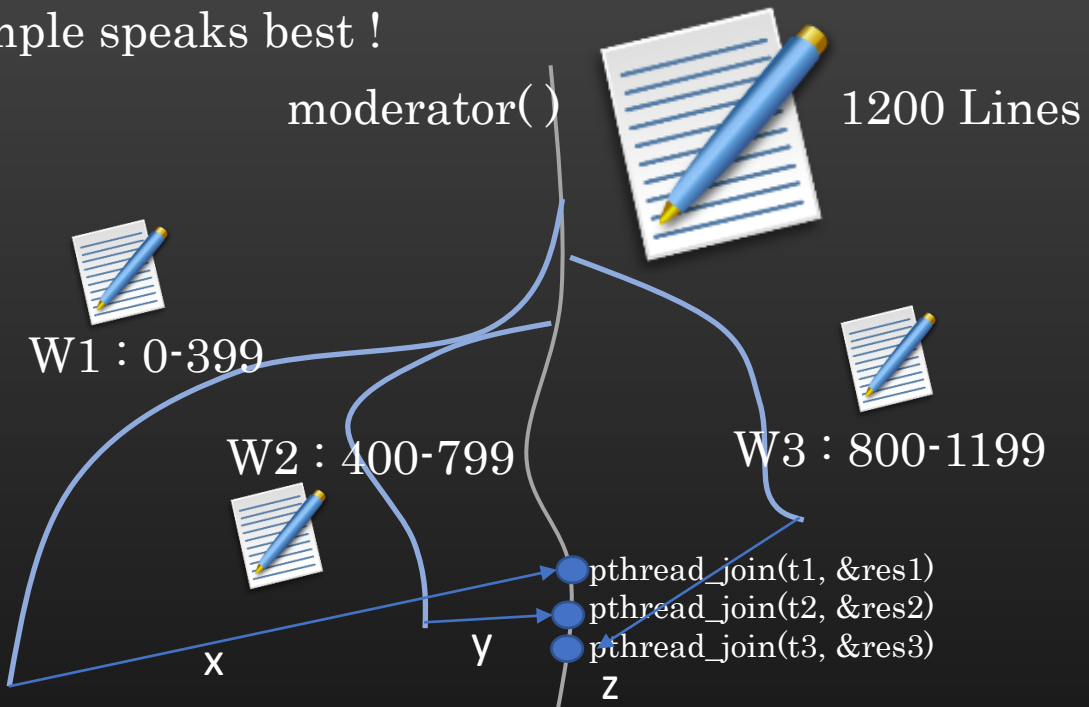 mple speaks best !
moderator( )
1200 Lines
W1 : 0-399
W2 : 400-799
W3 : 800-1199
pthread_join(t1, &res1)
pthread_join(t2, &res2)
pthread_join(t3, &res3)
x
y
z